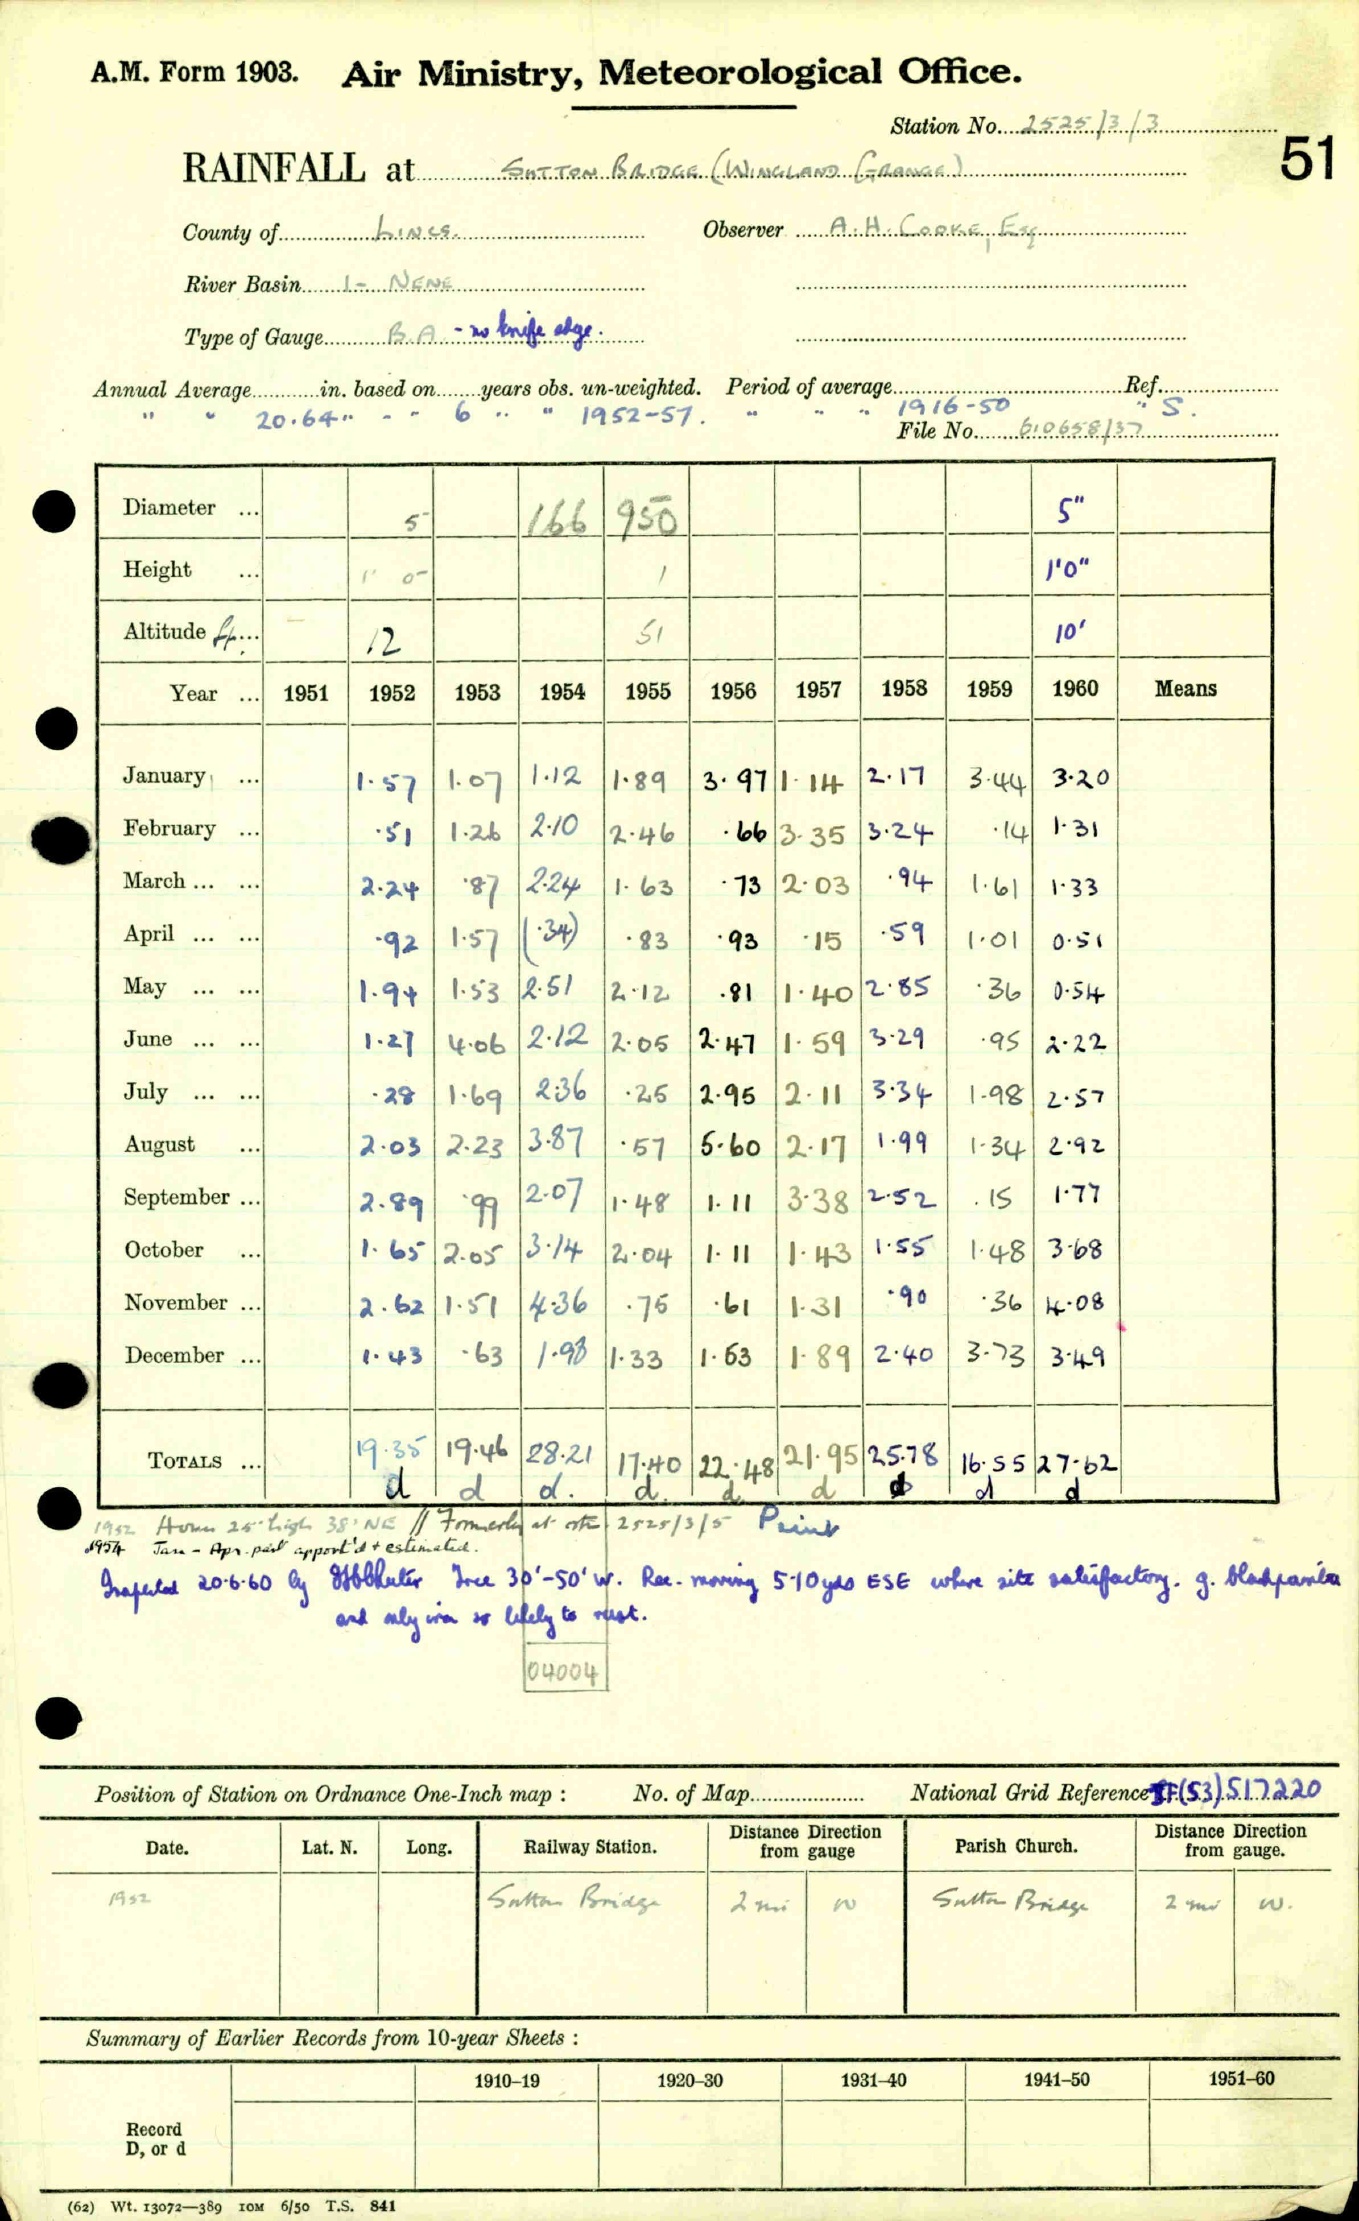 A.M. Form 1903. Air Ministry, Meteorological Office.
Station No. 2525/3/3
51
RAINFALL at SUTTON BRIDGE (WINGLAND GRANGE)
County of LINCS. Observer A.H. COOKE, Esq
River Basin 1- NENE
Type of Gauge B.A. - no knife edge.
Annual Average in. based on years obs. un-weighted. Period of average Ref.
" " 20.64 " - " 6 " " 1952-57. " " " 1916-50 " S.
File No. 610658/37
Diameter ... 5 166 950 5"
Height ... 1' 0 1 1'0"
Altitude ft. ... 12 51 10'
Year ... 1951 1952 1953 1954 1955 1956 1957 1958 1959 1960 Means
January ... 1.57 1.07 1.12 1.89 3.97 1.14 2.17 3.44 3.20
February ... .51 1.26 2.10 2.46 .66 3.35 3.24 .14 1.31
March ... ... 2.24 .87 2.24 1.63 .73 2.03 .94 1.61 1.33
April ... ... .92 1.57 (.34) .83 .93 .15 .59 1.01 0.51
May ... ... 1.94 1.53 2.51 2.12 .81 1.40 2.85 .36 0.54
June ... ... 1.27 4.06 2.12 2.05 2.47 1.59 3.29 .95 2.22
July ... ... .28 1.69 2.36 .25 2.95 2.11 3.34 1.98 2.57
August ... 2.03 2.23 3.87 .57 5.60 2.17 1.99 1.34 2.92
September ... 2.89 .99 2.07 1.48 1.11 3.38 2.52 .15 1.77
October ... 1.65 2.05 3.14 2.04 1.11 1.43 1.55 1.48 3.68
November ... 2.62 1.51 4.36 .75 .61 1.31 .90 .36 4.08
December ... 1.43 .63 1.98 1.33 1.53 1.89 2.40 3.73 3.49
TOTALS ... 19.35 19.46 28.21 17.40 22.48 21.95 25.78 16.55 27.62
d d d. d. d d d d d
1952 House 25' high 38' NE // Formerly at stn 2525/3/5 Print
1954 Jan - Apr. part apport'd + estimated.
Inspected 20.6.60 by Tree 30'-50' W. Rec. moving 5-10 yds ESE where site satisfactory. g. black painted
and only iron so likely to rust.
04004
Position of Station on Ordnance One-Inch map : No. of Map National Grid Reference TF(53)517220
Date. Lat. N. Long. Railway Station. Distance from gauge Direction Parish Church. Distance from gauge. Direction
1952 Sutton Bridge 2 mi W Sutton Bridge 2 mi W.
Summary of Earlier Records from 10-year Sheets :
1910–19 1920–30 1931–40 1941–50 1951–60
Record
D, or d
(62) Wt. 13072—389 10M 6/50 T.S. 841